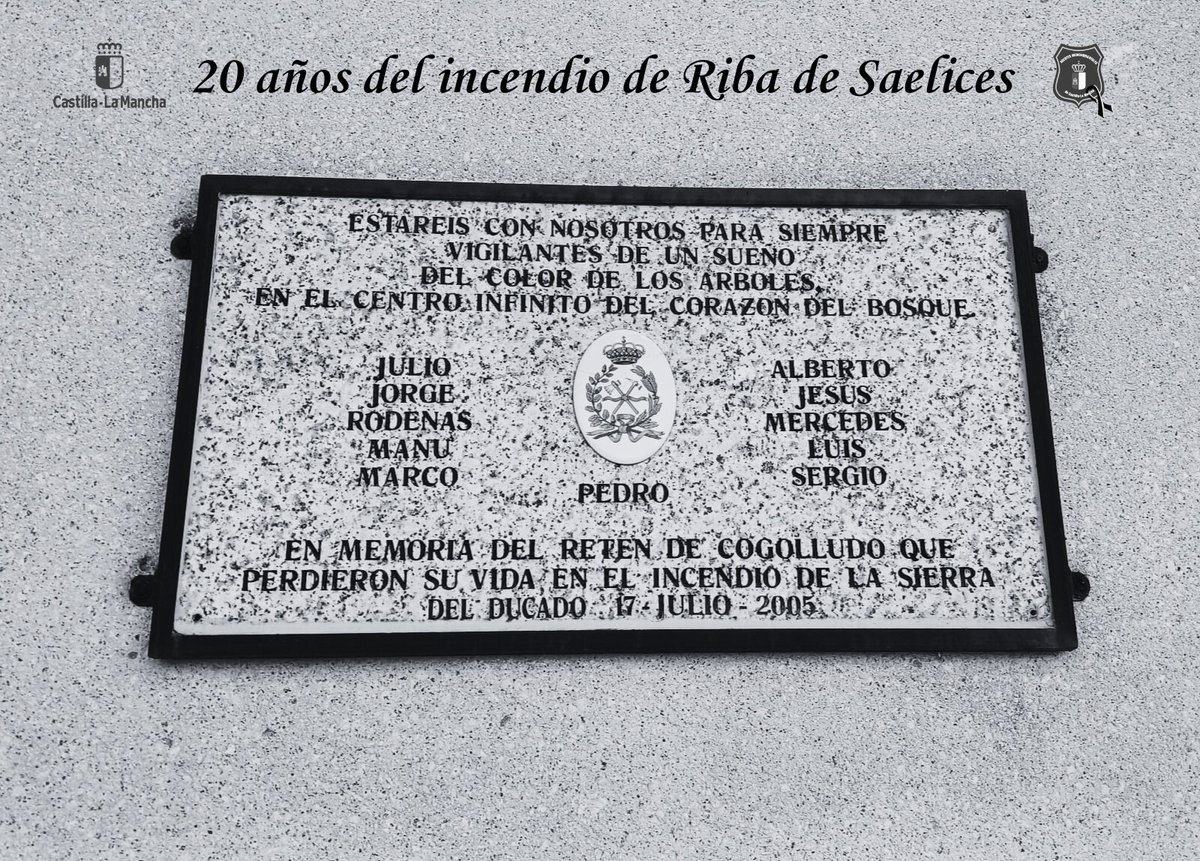 20 años del incendio de Riba de Saelices
Castilla-La Mancha
ESTAREIS CON NOSOTROS PARA SIEMPRE
VIGILANTES DE UN SUEÑO
DEL COLOR DE LOS ARBOLES,
EN EL CENTRO INFINITO DEL CORAZON DEL BOSQUE.
JULIO
JORGE
RODENAS
MANU
MARCO
PEDRO
ALBERTO
JESUS
MERCEDES
LUIS
SERGIO
EN MEMORIA DEL RETEN DE COGOLLUDO QUE
PERDIERON SU VIDA EN EL INCENDIO DE LA SIERRA
DEL DUCADO 17-JULIO-2005